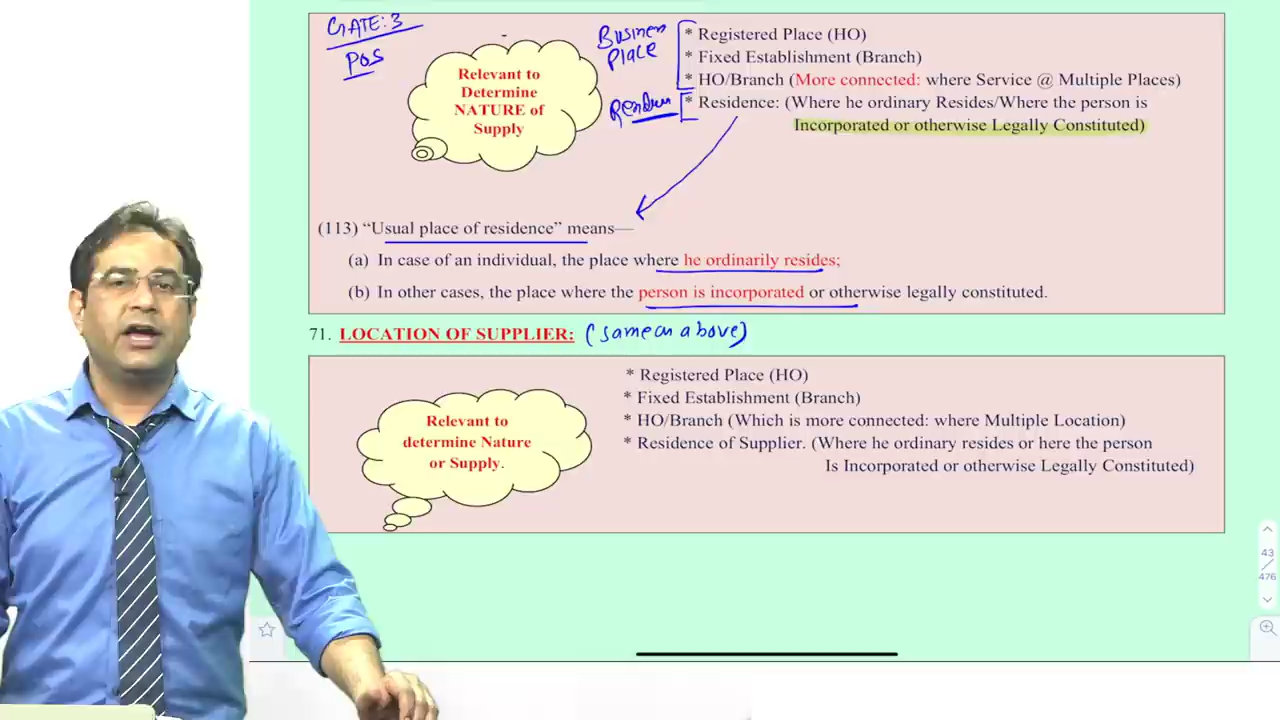 GATE:3
POS
Relevant to
Determine
NATURE of
Supply
Business
Place
* Registered Place (HO)
* Fixed Establishment (Branch)
* HO/Branch (More connected: where Service @ Multiple Places)
* Residence: (Where he ordinary Resides/Where the person is
Incorporated or otherwise Legally Constituted)
(113) “Usual place of residence” means—
(a) In case of an individual, the place where he ordinarily resides;
(b) In other cases, the place where the person is incorporated or otherwise legally constituted.
71. LOCATION OF SUPPLIER: (same as above)
Relevant to
determine Nature
or Supply.
* Registered Place (HO)
* Fixed Establishment (Branch)
* HO/Branch (Which is more connected: where Multiple Location)
* Residence of Supplier. (Where he ordinary resides or here the person
Is Incorporated or otherwise Legally Constituted)
43
476